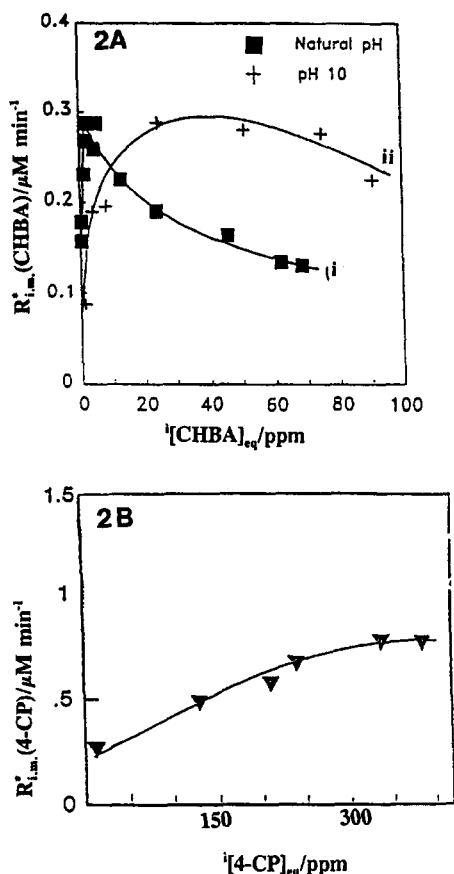 2A
■ Natural pH
+ pH 10
0.4
0.3
0.2
0.1
0
R*i.m.(CHBA)/μM min-1
ii
(i
0 20 40 60 80 100
i[CHBA]eq/ppm
2B
1.5
1
.5
0
R*i.m.(4-CP)/μM min-1
150 300
i[4-CP]eq/ppm